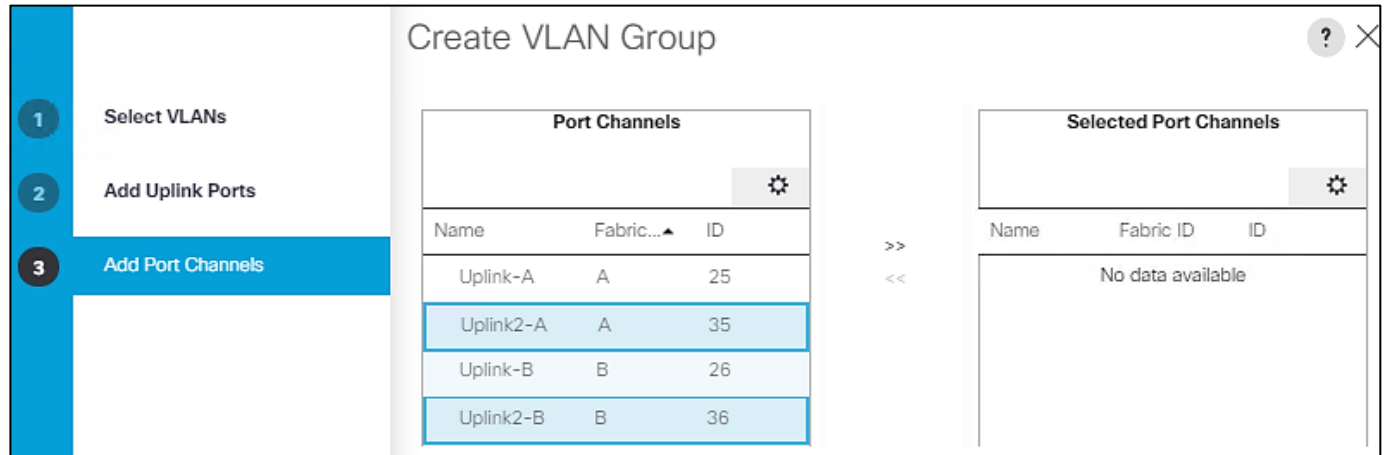 Create VLAN Group
?
1 Select VLANs
2 Add Uplink Ports
3 Add Port Channels
Port Channels
Name Fabric... ID
Uplink-A A 25
Uplink2-A A 35
Uplink-B B 26
Uplink2-B B 36
>>
<<
Selected Port Channels
Name Fabric ID ID
No data available